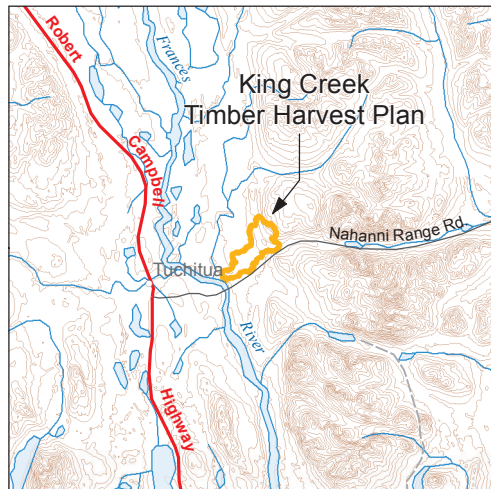 Robert
Campbell
Highway
Frances
River
King Creek
Timber Harvest Plan
Nahanni Range Rd.
Tuchitua